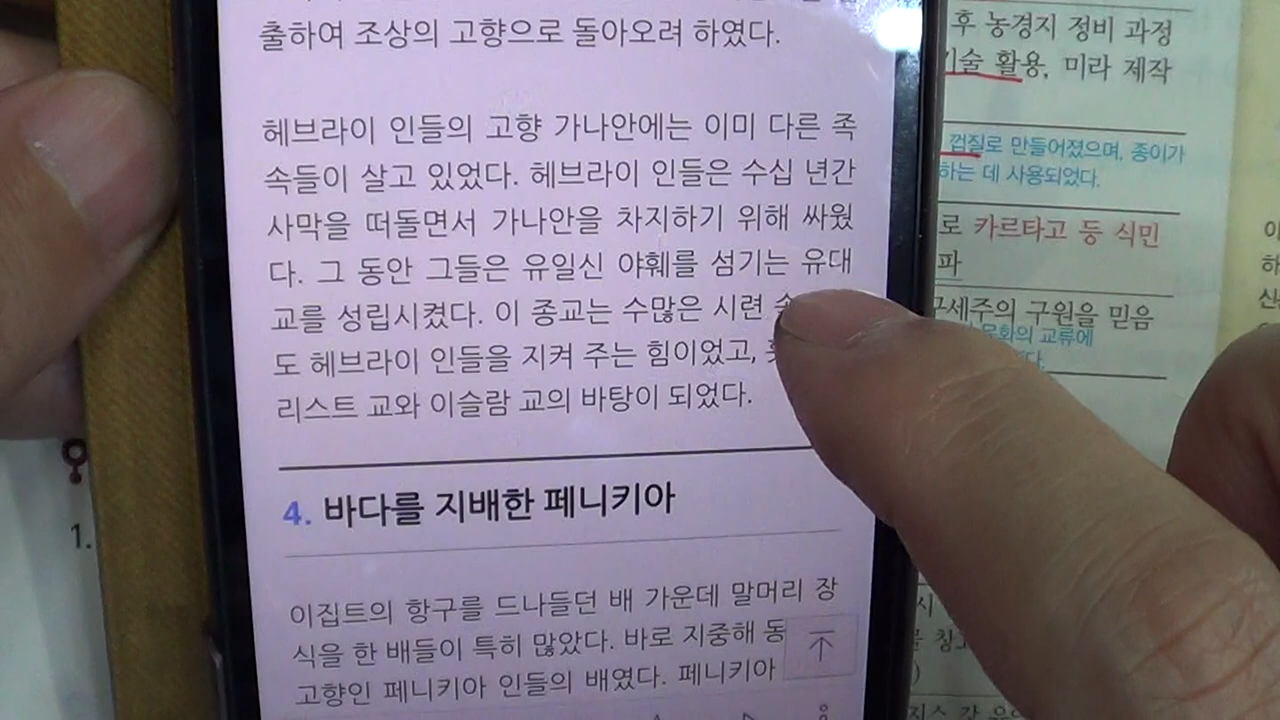 출하여 조상의 고향으로 돌아오려 하였다.
헤브라이 인들의 고향 가나안에는 이미 다른 족
속들이 살고 있었다. 헤브라이 인들은 수십 년간
사막을 떠돌면서 가나안을 차지하기 위해 싸웠
다. 그 동안 그들은 유일신 야훼를 섬기는 유대
교를 성립시켰다. 이 종교는 수많은 시련
도 헤브라이 인들을 지켜 주는 힘이었고,
리스트 교와 이슬람 교의 바탕이 되었다.
4. 바다를 지배한 페니키아
이집트의 항구를 드나들던 배 가운데 말머리 장
식을 한 배들이 특히 많았다. 바로 지중해 동
고향인 페니키아 인들의 배였다. 페니키아
후 농경지 정비 과정
기술 활용, 미라 제작
껍질로 만들어졌으며, 종이가
하는 데 사용되었다.
로 카르타고 등 식민
파
구세주의 구원을 믿음
문화의 교류에
1.